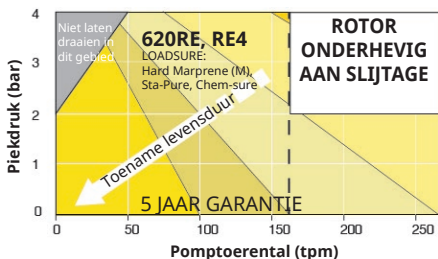 Piekdruk (bar)
4
3
2
1
0
Niet laten
draaien in
dit gebied
620RE, RE4
LOADSURE:
Hard Marprene (M),
Sta-Pure, Chem-sure
ROTOR
ONDERHEVIG
AAN SLIJTAGE
Toename levensduur
5 JAAR GARANTIE
0 50 100 150 200 250
Pomptoerental (tpm)